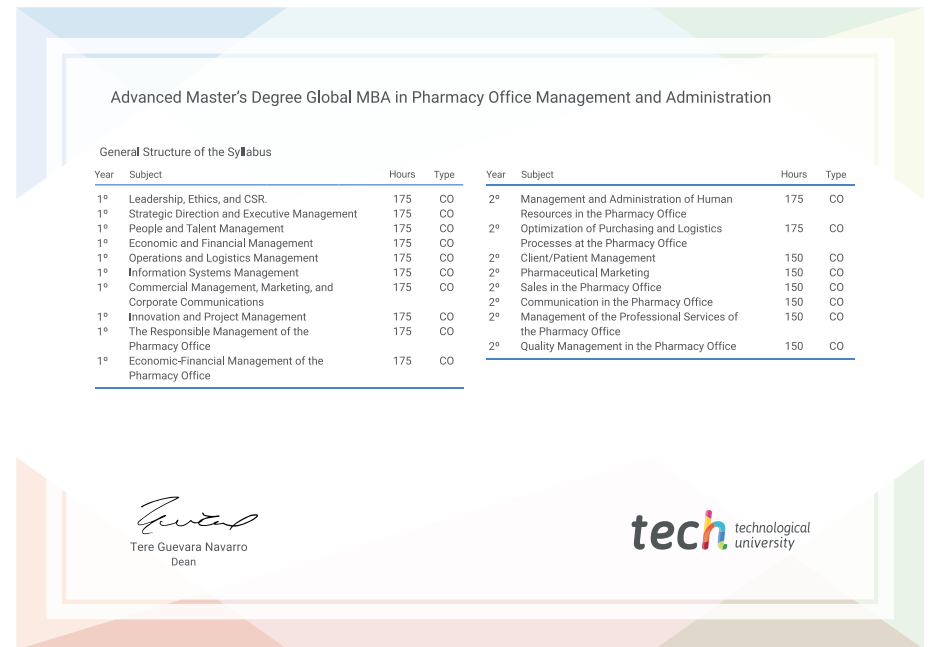 Advanced Master's Degree Global MBA in Pharmacy Office Management and Administration
General Structure of the Syllabus
Year Subject Hours Type
1º Leadership, Ethics, and CSR. 175 CO
1º Strategic Direction and Executive Management 175 CO
1º People and Talent Management 175 CO
1º Economic and Financial Management 175 CO
1º Operations and Logistics Management 175 CO
1º Information Systems Management 175 CO
1º Commercial Management, Marketing, and 175 CO
Corporate Communications
1º Innovation and Project Management 175 CO
1º The Responsible Management of the 175 CO
Pharmacy Office
1º Economic-Financial Management of the 175 CO
Pharmacy Office
Year Subject Hours Type
2º Management and Administration of Human 175 CO
Resources in the Pharmacy Office
2º Optimization of Purchasing and Logistics 175 CO
Processes at the Pharmacy Office
2º Client/Patient Management 150 CO
2º Pharmaceutical Marketing 150 CO
2º Sales in the Pharmacy Office 150 CO
2º Communication in the Pharmacy Office 150 CO
2º Management of the Professional Services of 150 CO
the Pharmacy Office
2º Quality Management in the Pharmacy Office 150 CO
Tere Guevara Navarro
Dean
tech technological
university